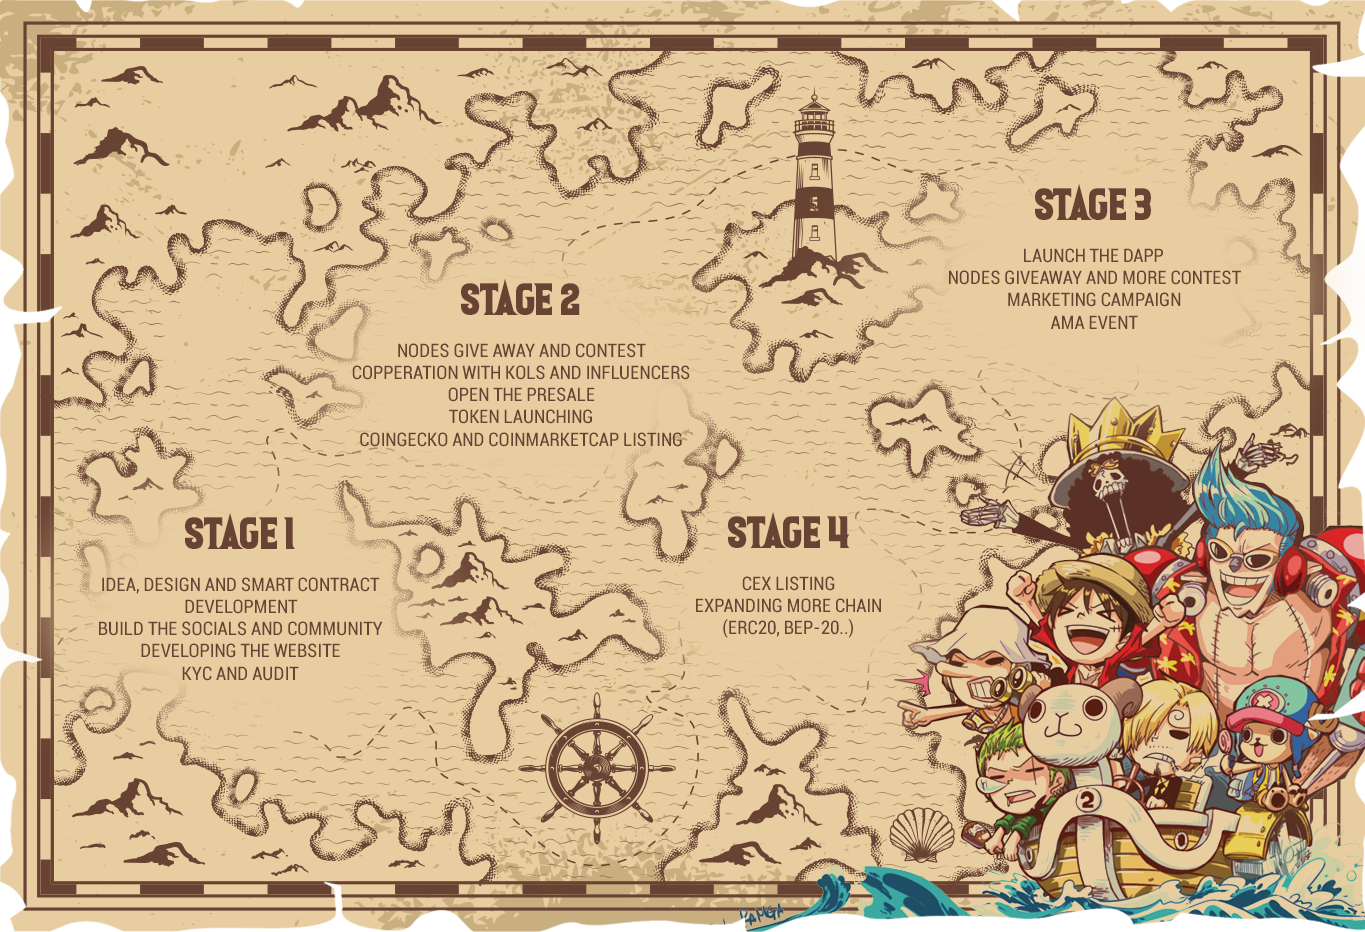 STAGE 1
IDEA, DESIGN AND SMART CONTRACT
DEVELOPMENT
BUILD THE SOCIALS AND COMMUNITY
DEVELOPING THE WEBSITE
KYC AND AUDIT
STAGE 2
NODES GIVE AWAY AND CONTEST
COPPERATION WITH KOLS AND INFLUENCERS
OPEN THE PRESALE
TOKEN LAUNCHING
COINGECKO AND COINMARKETCAP LISTING
STAGE 3
LAUNCH THE DAPP
NODES GIVEAWAY AND MORE CONTEST
MARKETING CAMPAIGN
AMA EVENT
STAGE 4
CEX LISTING
EXPANDING MORE CHAIN
(ERC20, BEP-20..)
2